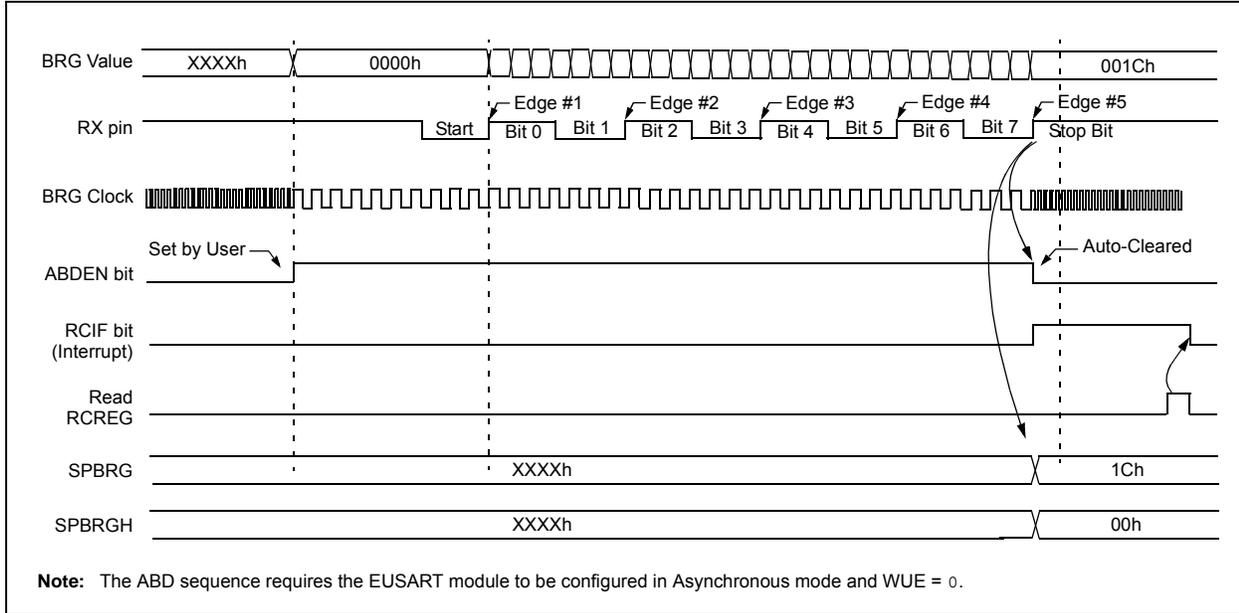 BRG Value XXXXh 0000h 001Ch
Edge #1 Edge #2 Edge #3 Edge #4 Edge #5
RX pin Start Bit 0 Bit 1 Bit 2 Bit 3 Bit 4 Bit 5 Bit 6 Bit 7 Stop Bit
BRG Clock
Set by User Auto-Cleared
ABDEN bit
RCIF bit
(Interrupt)
Read
RCREG
SPBRG XXXXh 1Ch
SPBRGH XXXXh 00h
Note: The ABD sequence requires the EUSART module to be configured in Asynchronous mode and WUE = 0.